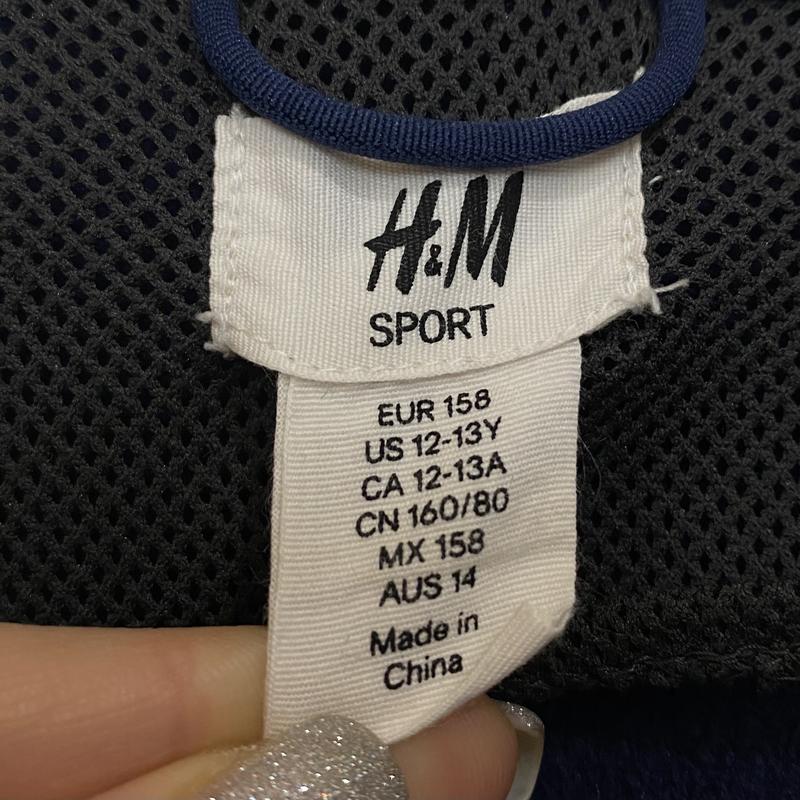 H&M
SPORT
EUR 158
US 12-13Y
CA 12-13A
CN 160/80
MX 158
AUS 14
Made in
China